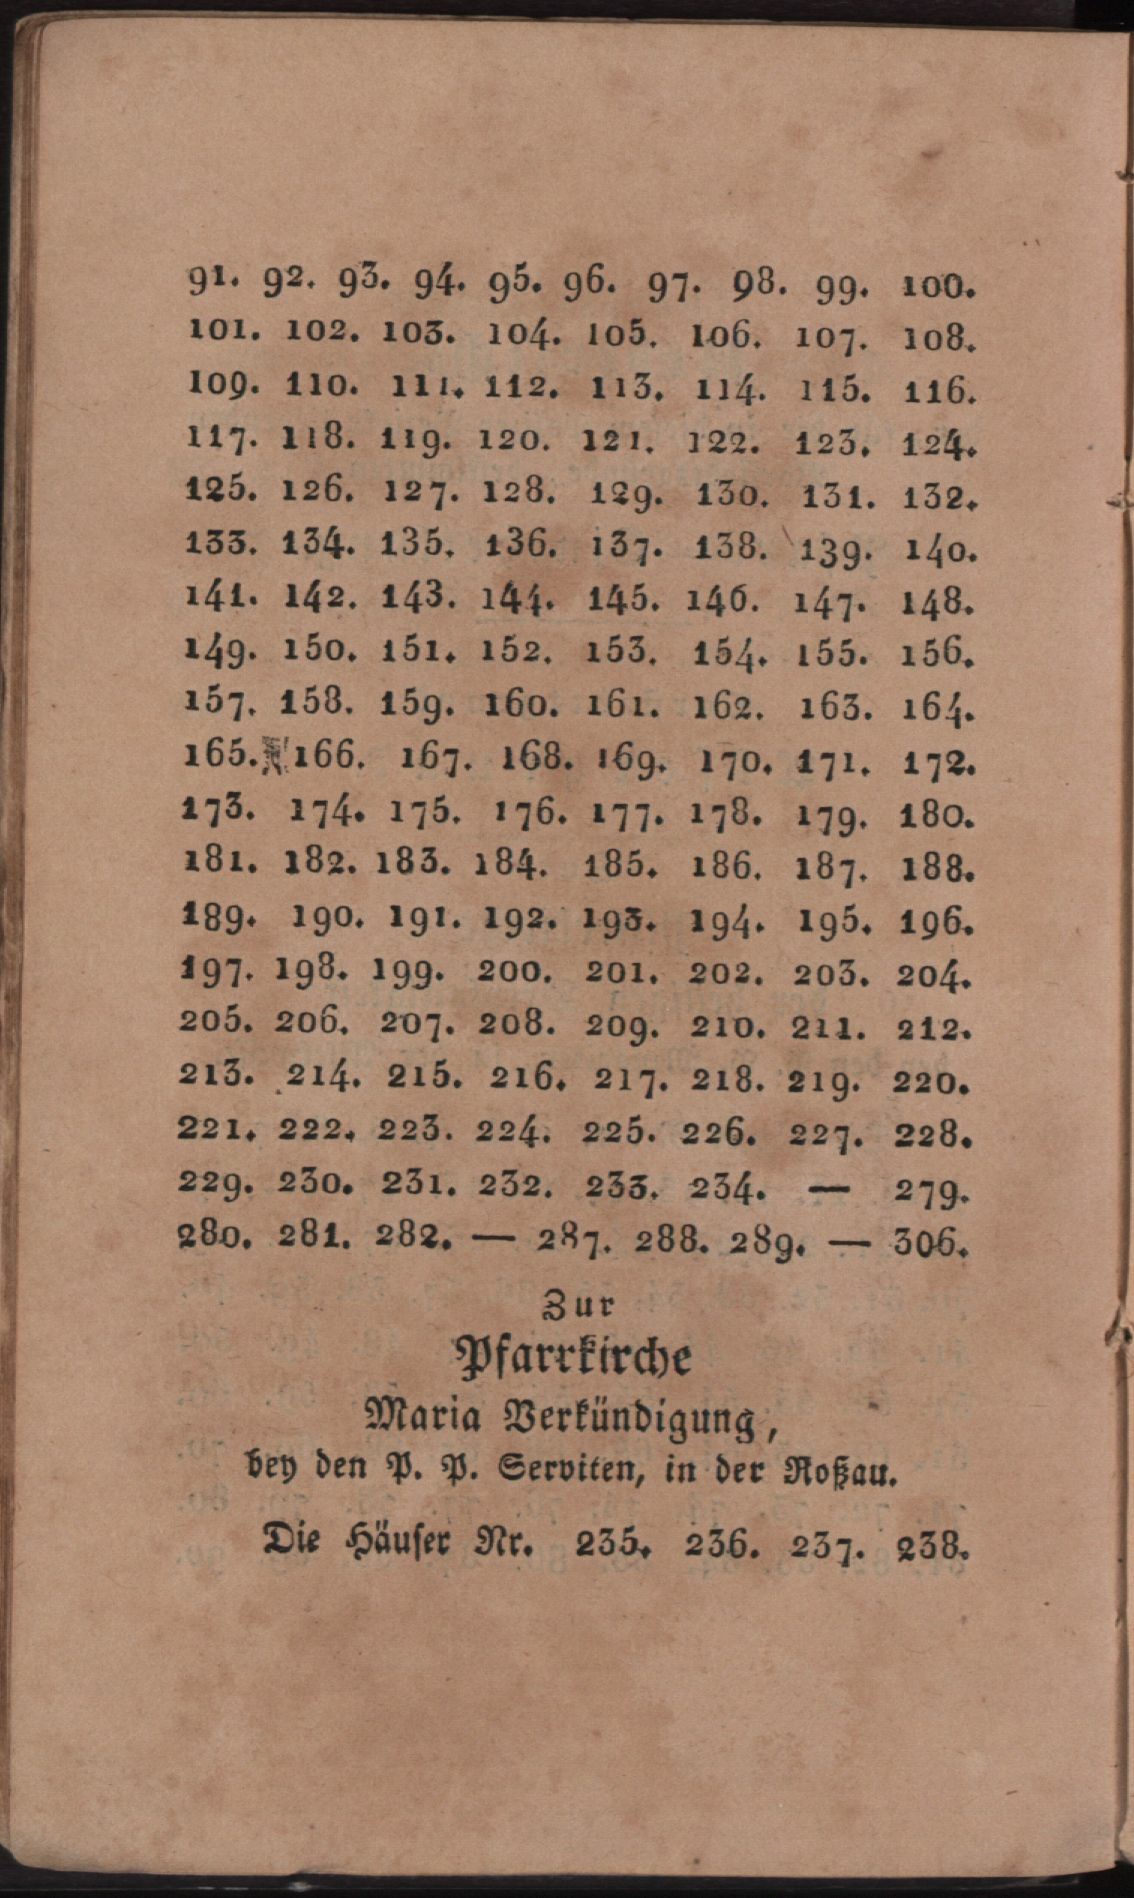 91. 92. 93. 94. 95. 96. 97. 98. 99. 100.
101. 102. 103. 104. 105. 106. 107. 108.
109. 110. 111. 112. 113. 114. 115. 116.
117. 118. 119. 120. 121. 122. 123. 124.
125. 126. 127. 128. 129. 130. 131. 132.
133. 134. 135. 136. 137. 138. 139. 140.
141. 142. 143. 144. 145. 146. 147. 148.
149. 150. 151. 152. 153. 154. 155. 156.
157. 158. 159. 160. 161. 162. 163. 164.
165. 166. 167. 168. 169. 170. 171. 172.
173. 174. 175. 176. 177. 178. 179. 180.
181. 182. 183. 184. 185. 186. 187. 188.
189. 190. 191. 192. 193. 194. 195. 196.
197. 198. 199. 200. 201. 202. 203. 204.
205. 206. 207. 208. 209. 210. 211. 212.
213. 214. 215. 216. 217. 218. 219. 220.
221. 222. 223. 224. 225. 226. 227. 228.
229. 230. 231. 232. 233. 234. — 279.
280. 281. 282. — 287. 288. 289. — 306.
Zur
Pfarrkirche
Maria Verkündigung,
bey den P. P. Serviten, in der Roßau.
Die Häuser Nr. 235. 236. 237. 238.